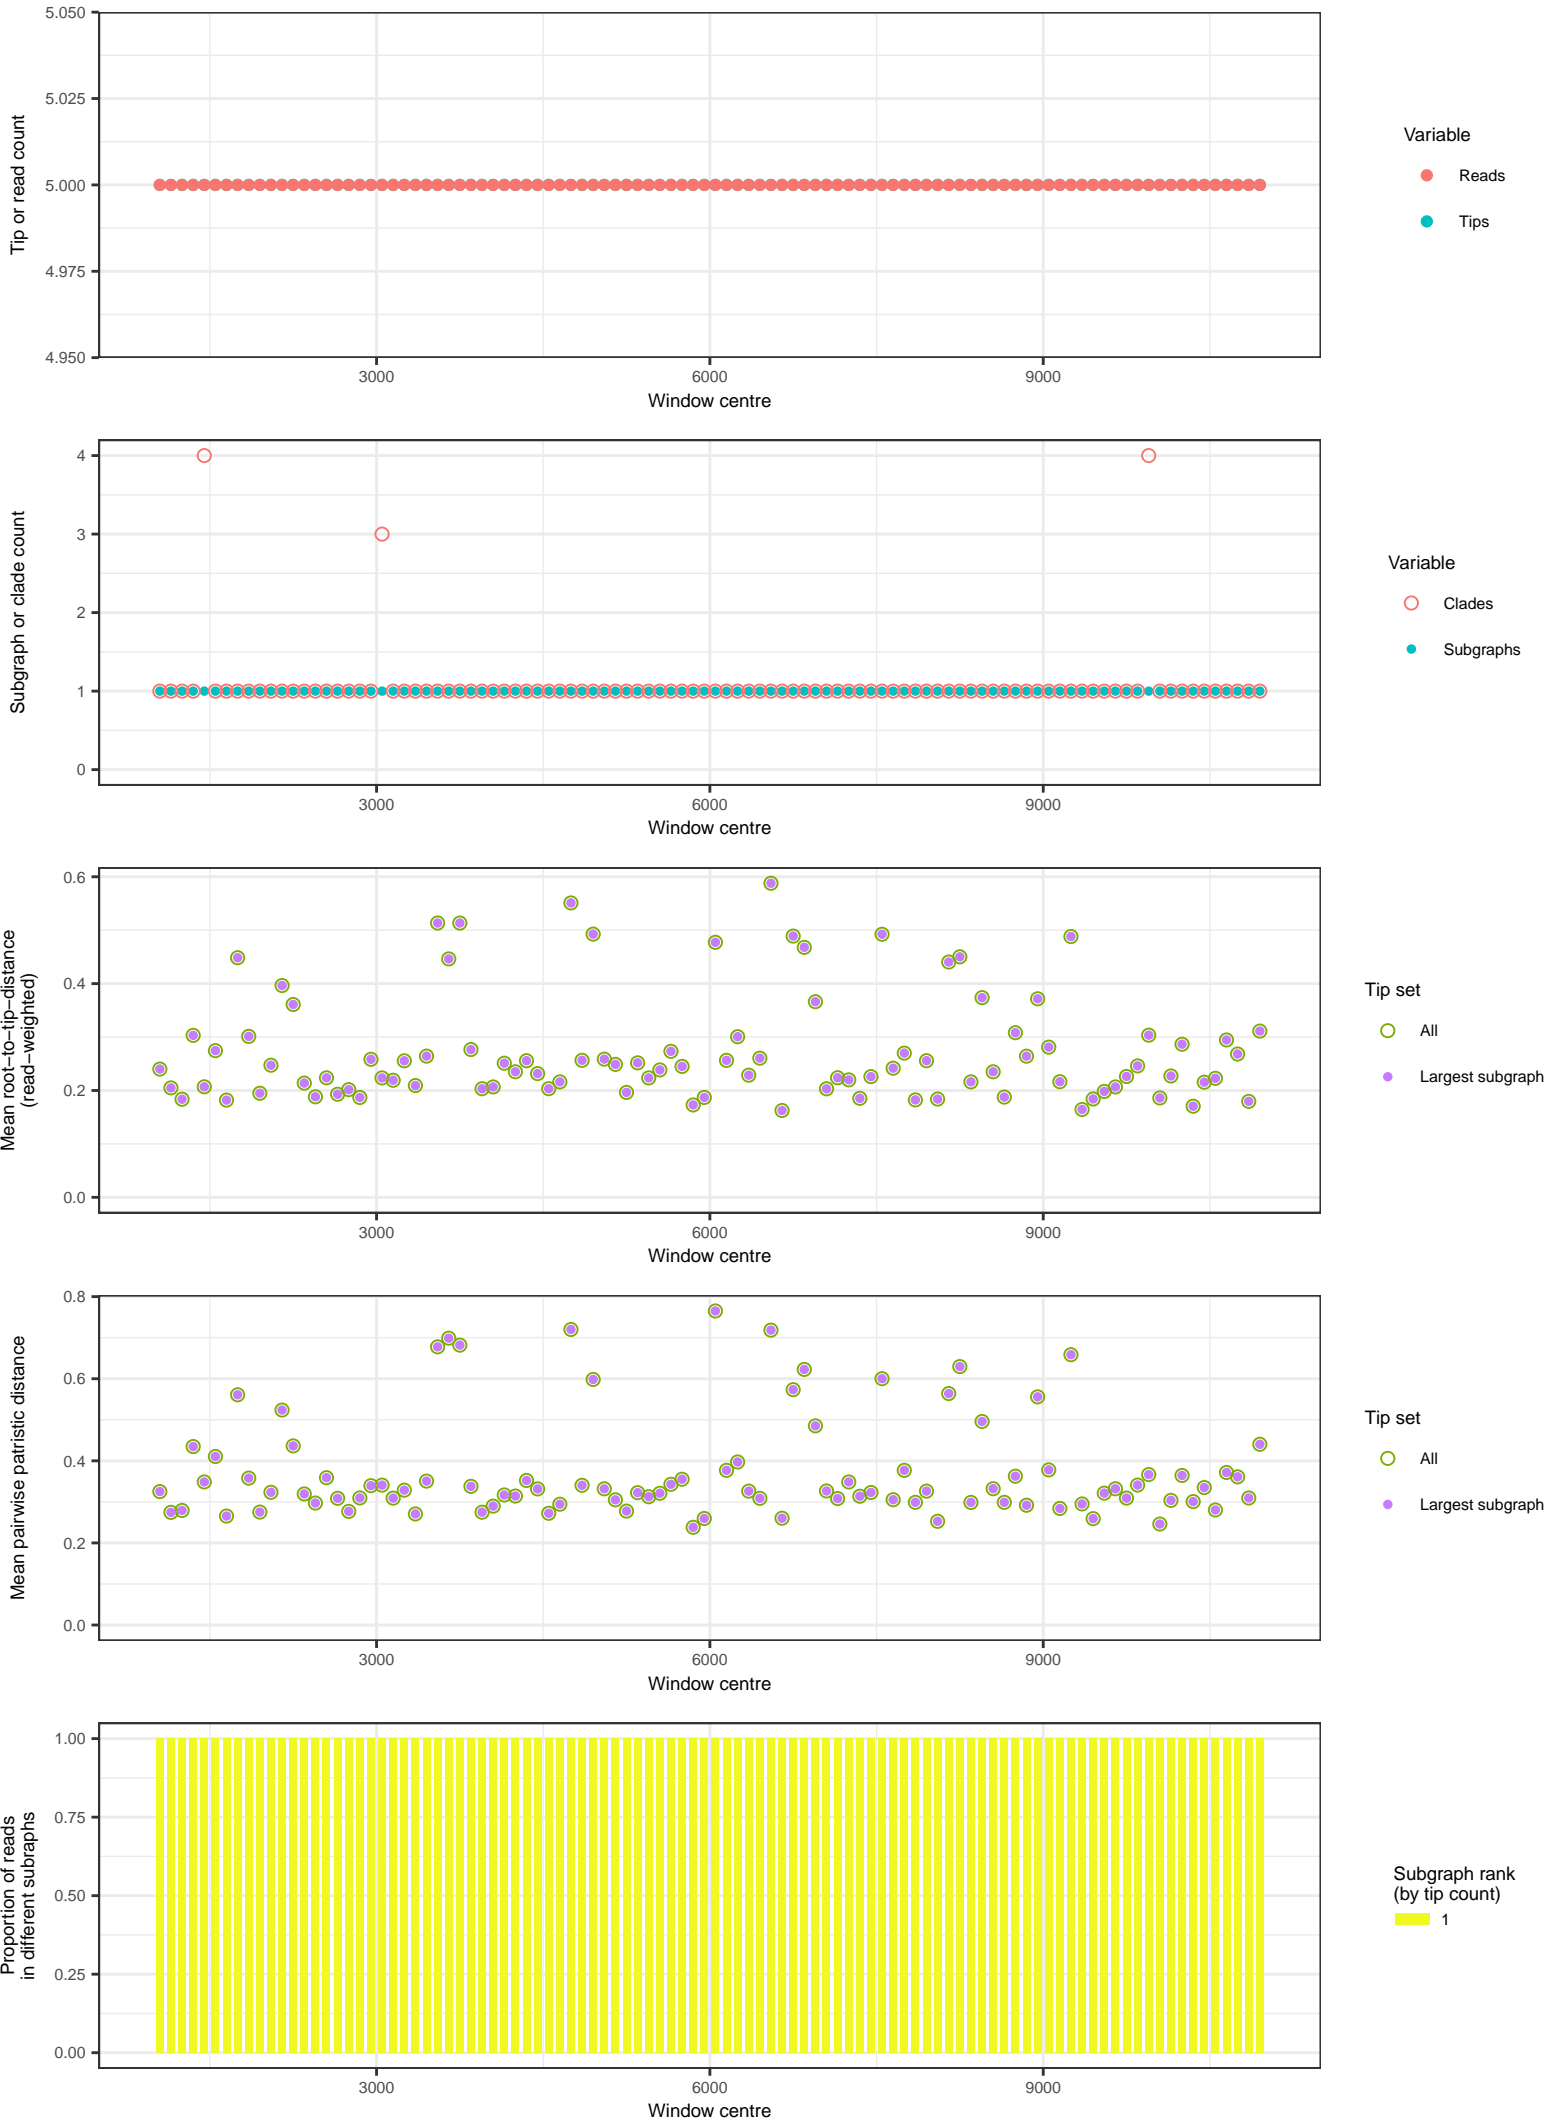 5.050
5.025
5.000
4.975
4.950
Tip or read count
3000
6000
9000
Window centre
Variable
Reads
Tips
4
3
2
1
0
Subgraph or clade count
3000
6000
9000
Window centre
Variable
Clades
Subgraphs
0.6
0.4
0.2
0.0
Mean root−to−tip−distance
(read−weighted)
3000
6000
9000
Window centre
Tip set
All
Largest subgraph
0.8
0.6
0.4
0.2
0.0
Mean pairwise patristic distance
3000
6000
9000
Window centre
Tip set
All
Largest subgraph
1.00
0.75
0.50
0.25
0.00
Proportion of reads
in different subraphs
3000
6000
9000
Window centre
Subgraph rank
(by tip count)
1